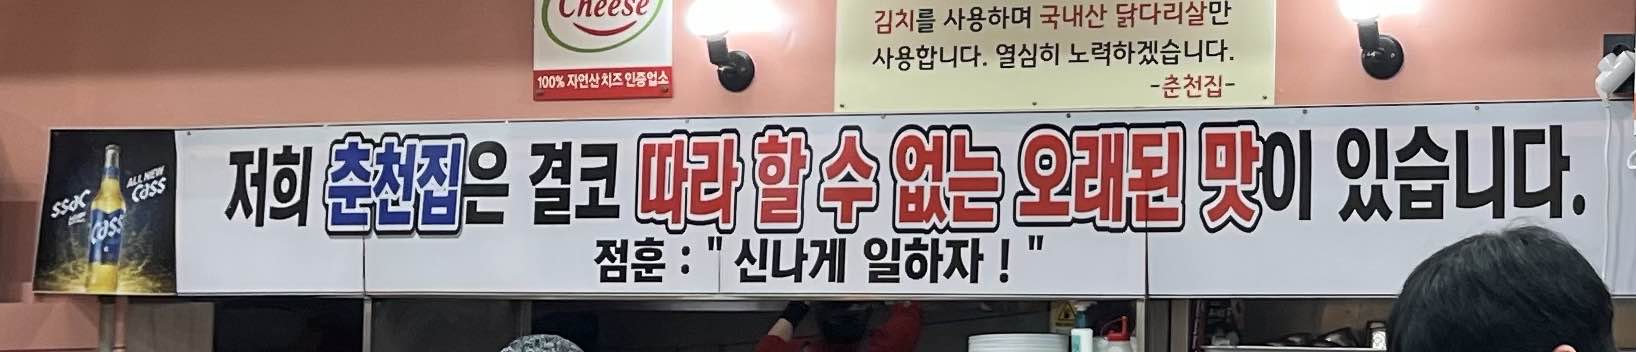 Cheese
100% 자연산 치즈 인증업소
김치를 사용하며 국내산 닭다리살만
사용합니다. 열심히 노력하겠습니다.
-춘천집-
ssac
ALL NEW
Cass
Cass
저희 춘천집은 결코 따라 할 수 없는 오래된 맛이 있습니다.
점훈 : " 신나게 일하자 ! "